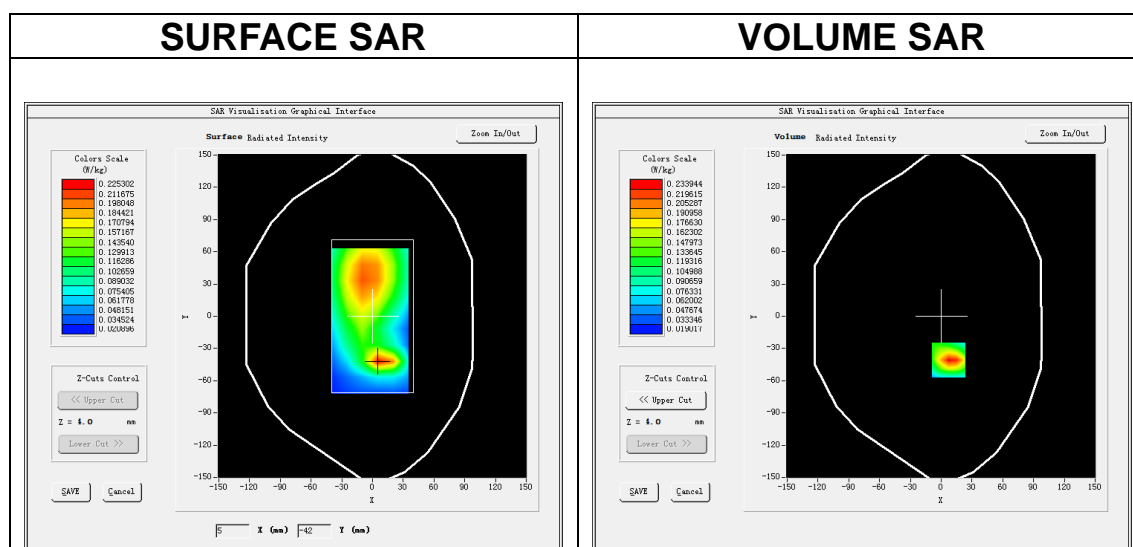 SURFACE SAR
SAR Visualisation Graphical Interface
Surface Radiated Intensity
Zoom In/Out
Colors Scale
(W/kg)
0.225302
0.211675
0.198048
0.184421
0.170794
0.157167
0.143540
0.129913
0.116286
0.102659
0.089032
0.075405
0.061778
0.048151
0.034524
0.020896
150
120
90
60
30
0
-30
-60
-90
-120
-150
Y
-150 -120 -90 -60 -30 0 30 60 90 120 150
X
Z-Cuts Control
<< Upper Cut
Z = 4.0 mm
Lower Cut >>
SAVE Cancel
5 X (mm) -42 Y (mm)
VOLUME SAR
SAR Visualisation Graphical Interface
Volume Radiated Intensity
Zoom In/Out
Colors Scale
(W/kg)
0.233944
0.219615
0.205287
0.190958
0.176630
0.162302
0.147973
0.133645
0.119316
0.104988
0.090659
0.076331
0.062002
0.047674
0.033346
0.019017
150
120
90
60
30
0
-30
-60
-90
-120
-150
Y
-150 -120 -90 -60 -30 0 30 60 90 120 150
X
Z-Cuts Control
<< Upper Cut
Z = 4.0 mm
Lower Cut >>
SAVE Cancel